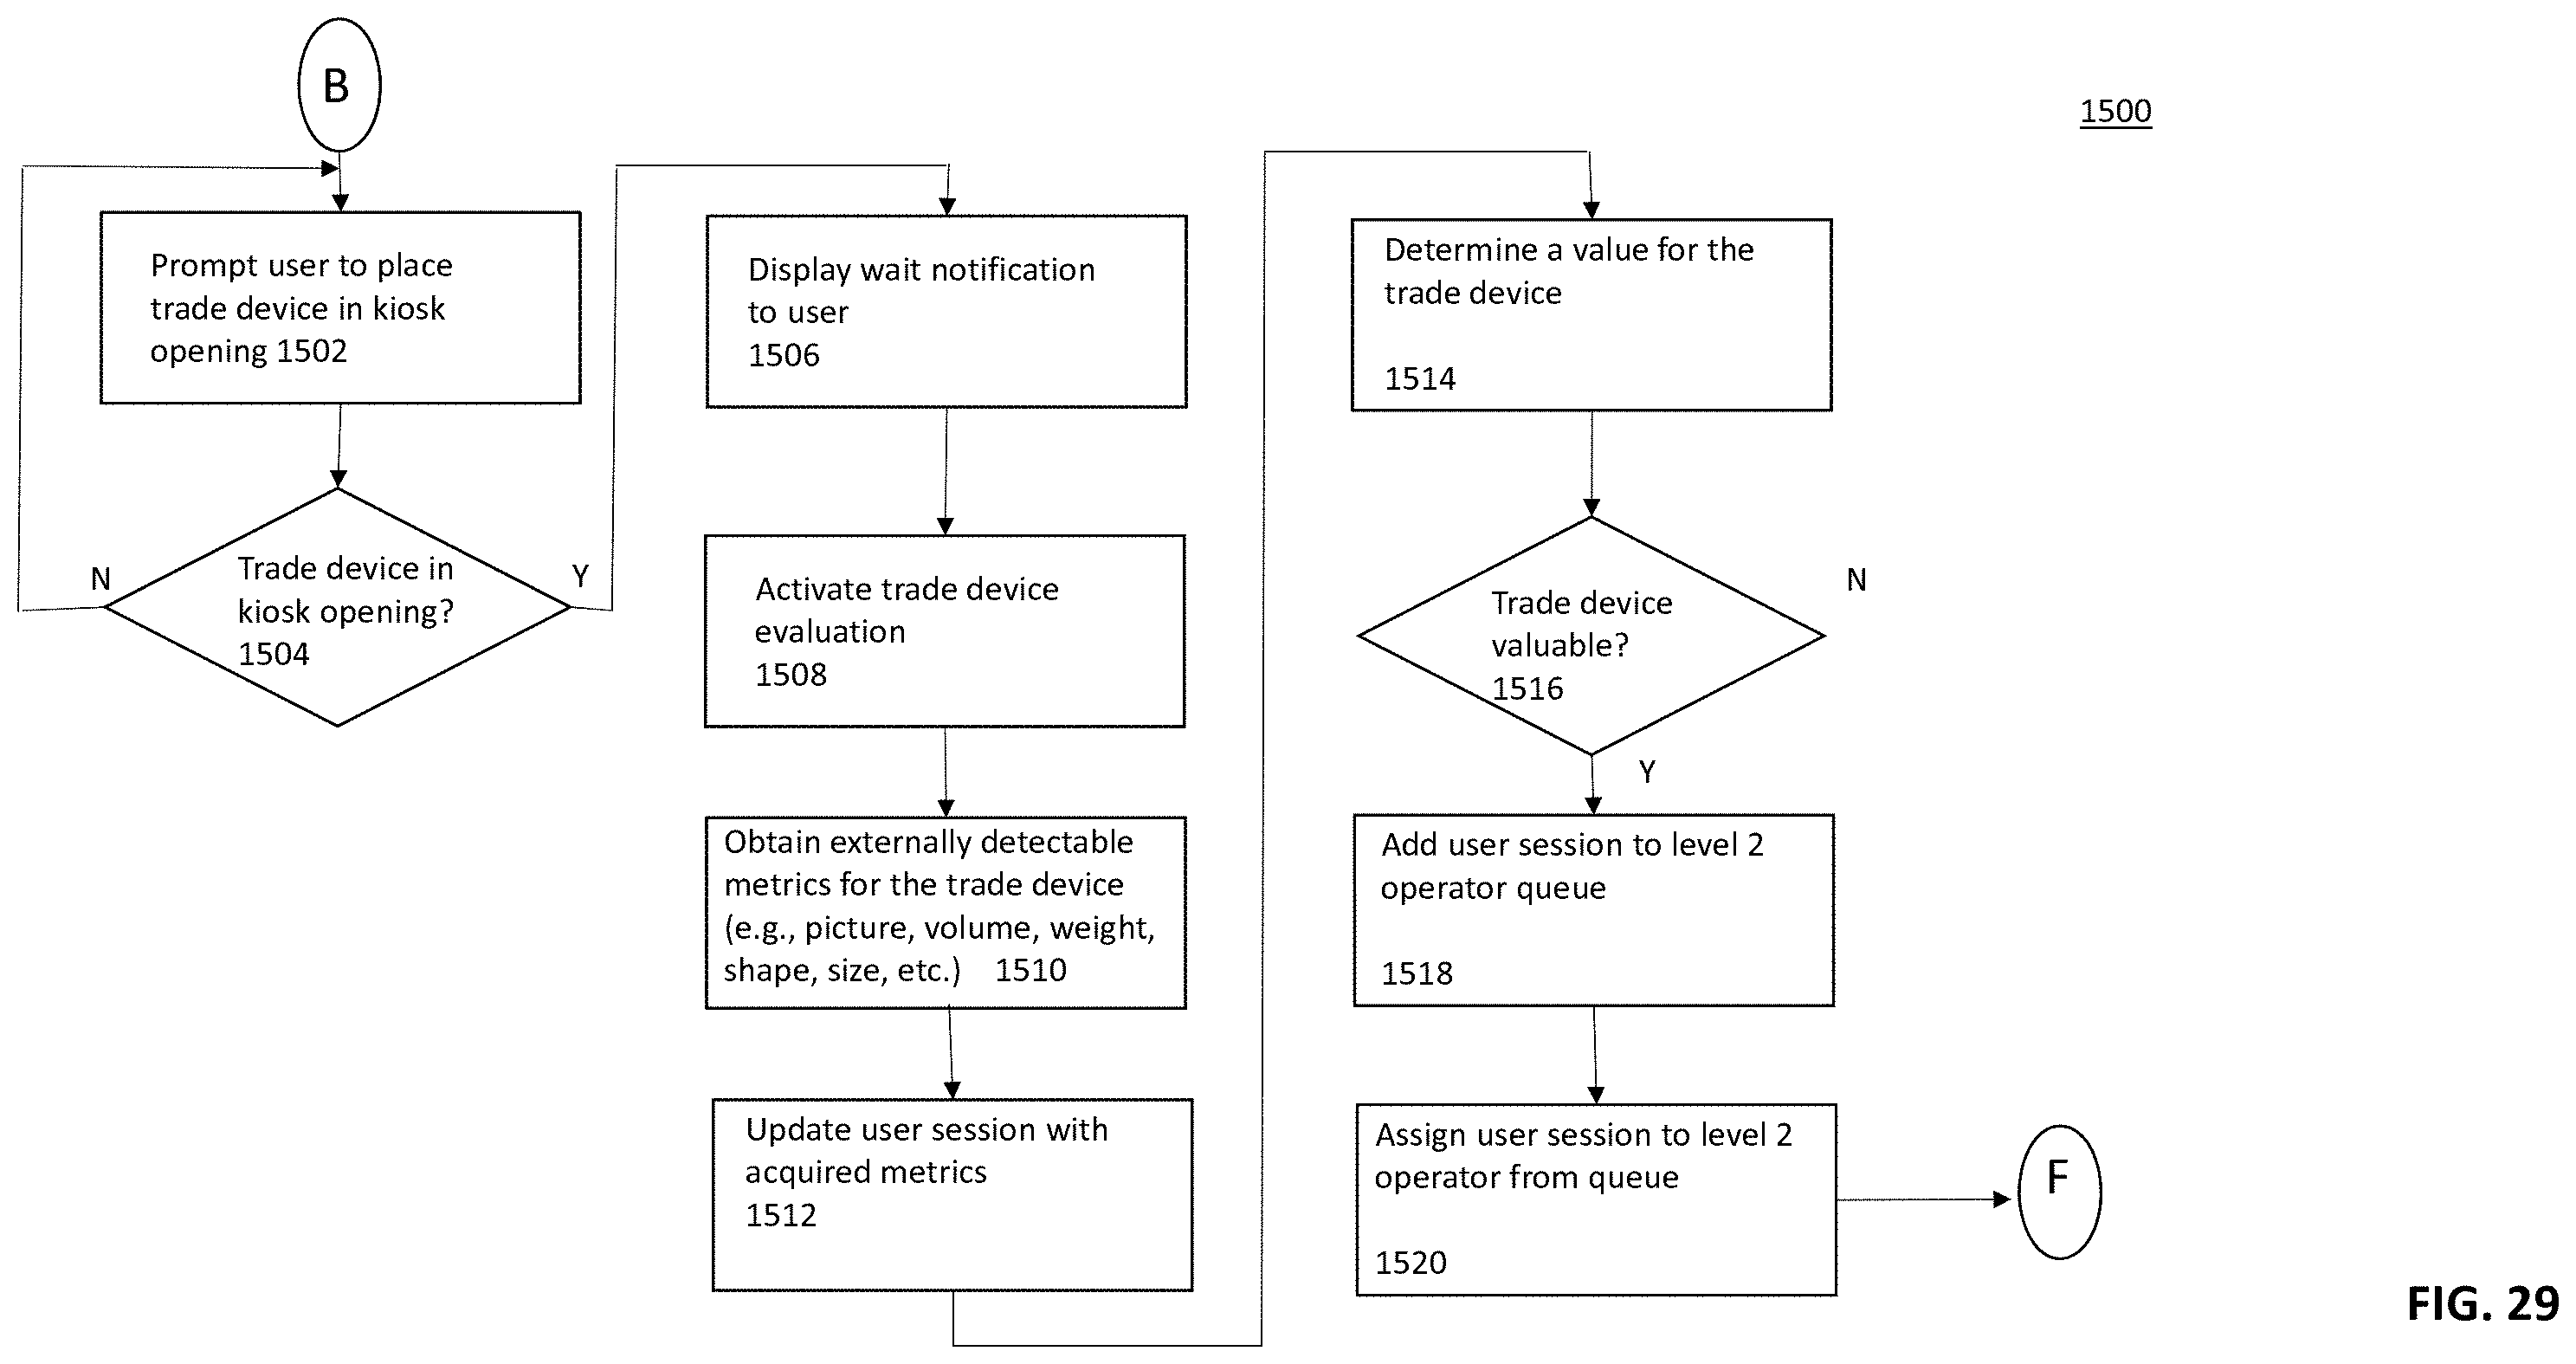 B
1500
Prompt user to place
trade device in kiosk
opening 1502
N
Trade device in
kiosk opening?
1504
Y
Display wait notification
to user
1506
Activate trade device
evaluation
1508
Obtain externally detectable
metrics for the trade device
(e.g., picture, volume, weight,
shape, size, etc.) 1510
Update user session with
acquired metrics
1512
Determine a value for the
trade device
1514
Trade device
valuable?
1516
N
Y
Add user session to level 2
operator queue
1518
Assign user session to level 2
operator from queue
1520
F
FIG. 29